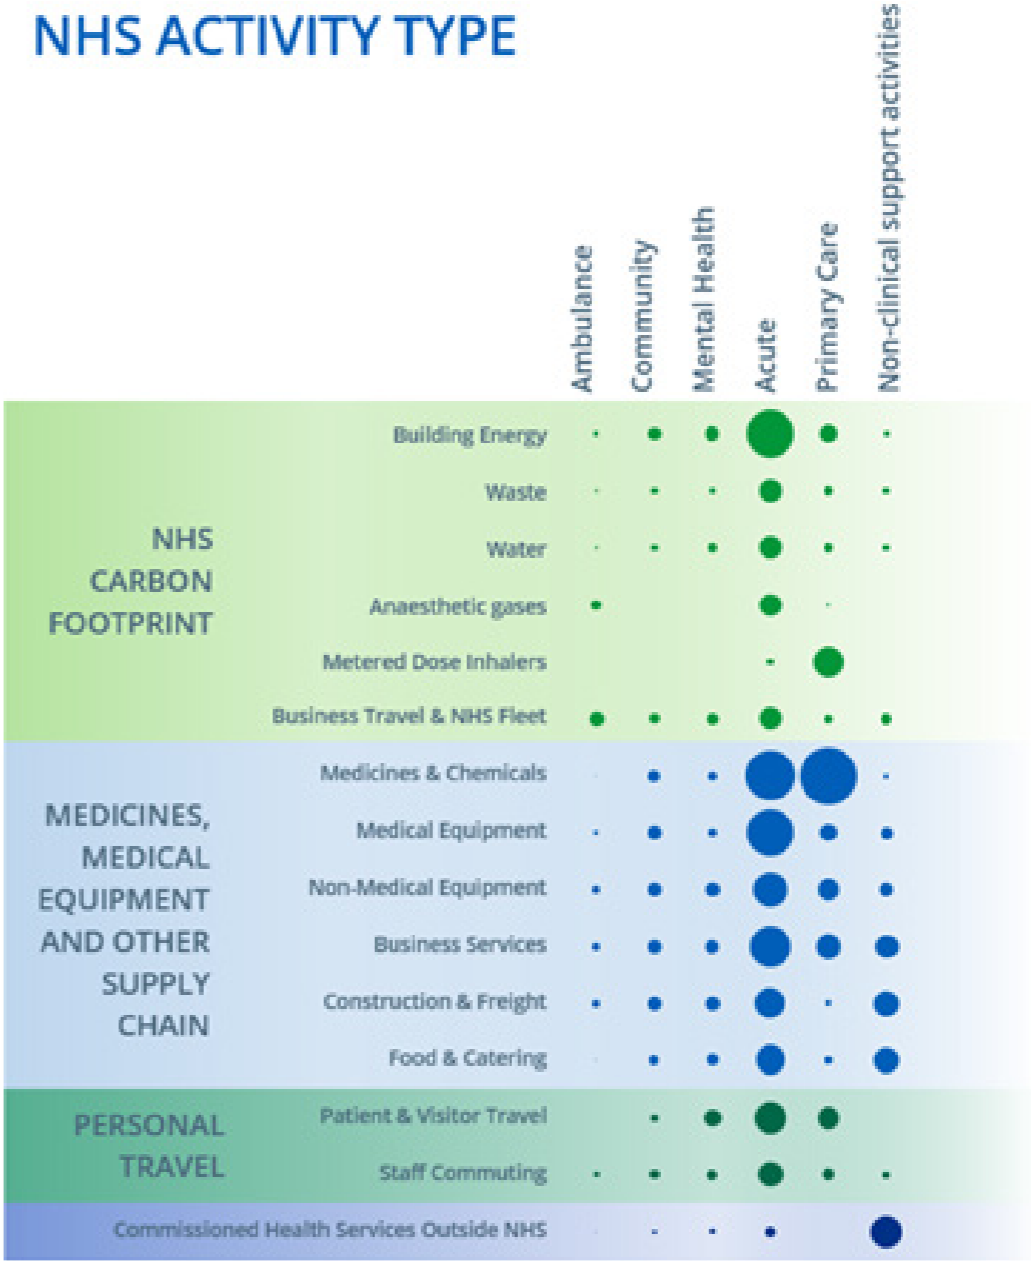 NHS ACTIVITY TYPE
Ambulance
Community
Mental Health
Acute
Primary Care
Non-clinical support activities
NHS
CARBON
FOOTPRINT
Building Energy
Waste
Water
Anaesthetic gases
Metered Dose Inhalers
Business Travel & NHS Fleet
MEDICINES,
MEDICAL
EQUIPMENT
AND OTHER
SUPPLY
CHAIN
Medicines & Chemicals
Medical Equipment
Non-Medical Equipment
Business Services
Construction & Freight
Food & Catering
PERSONAL
TRAVEL
Patient & Visitor Travel
Staff Commuting
Commissioned Health Services Outside NHS